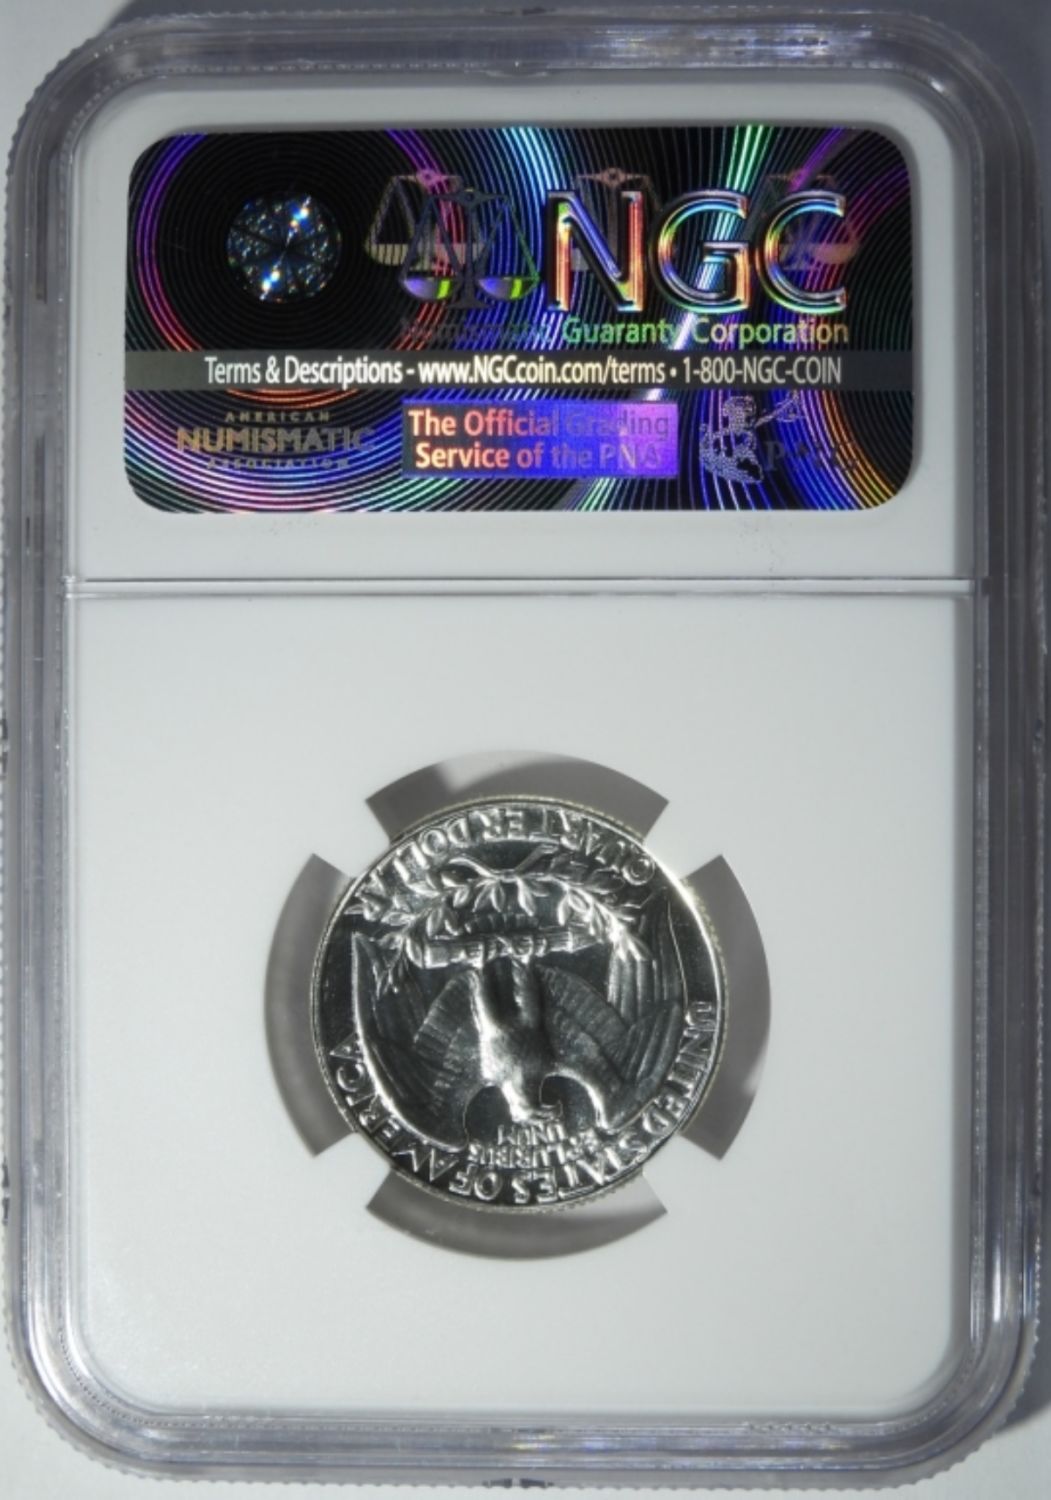 NGC
Numismatic Guaranty Corporation
Terms & Descriptions - www.NGCcoin.com/terms • 1-800-NGC-COIN
AMERICAN
NUMISMATIC
ASSOCIATION
The Official Grading
Service of the PNG
QUARTER DOLLAR
UNITED STATES OF AMERICA
E PLURIBUS
UNUM